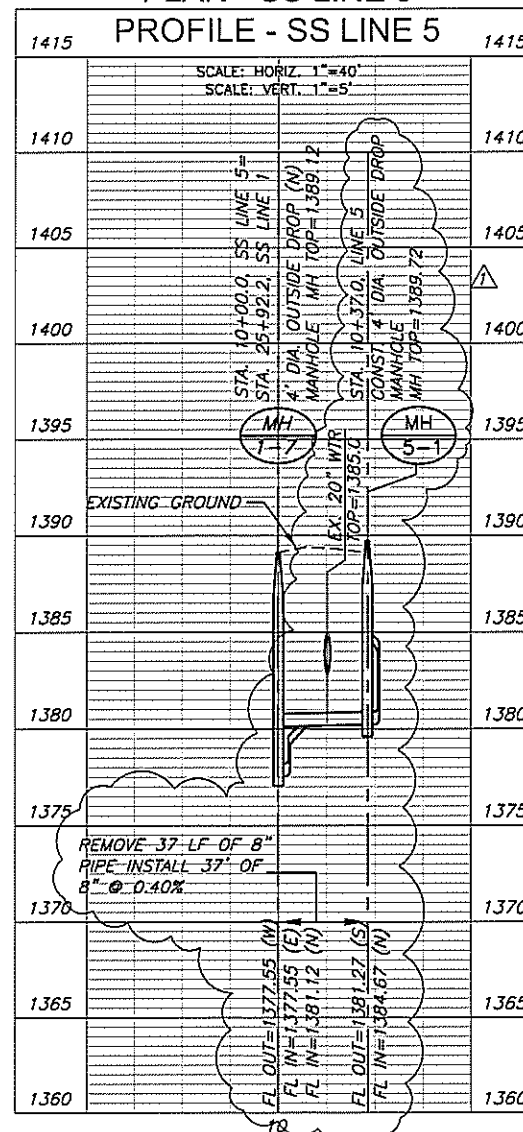 PROFILE - SS LINE 5
SCALE: HORIZ. 1"=40'
SCALE: VERT. 1"=5'
1415 1415
1410 1410
1405 1405
1400 1400
1395 1395
1390 1390
1385 1385
1380 1380
1375 1375
1370 1370
1365 1365
1360 1360
STA. 10+00.0, SS LINE 5=
STA. 25+92.2, SS LINE 1
4' DIA. OUTSIDE DROP (N)
MANHOLE MH TOP=1389.12
STA. 10+37.0, LINE 5
CONST. 4' DIA. OUTSIDE DROP
MANHOLE
MH TOP=1389.72
1
MH
1-7
MH
5-1
EXISTING GROUND
EX. 20" WTR
TOP=1385.0
REMOVE 37 LF OF 8"
PIPE INSTALL 37' OF
8" @ 0.40%
FL OUT=1377.55 (W)
FL IN=1377.55 (E)
FL IN=1381.12 (N)
FL OUT=1381.27 (S)
FL IN=1384.67 (N)
10